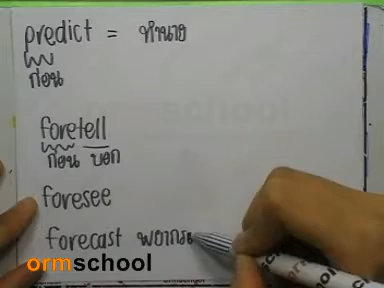 predict = ทำนาย
ก่อน
foretell
ก่อน บอก
foresee
forecast พยากร
ormschool